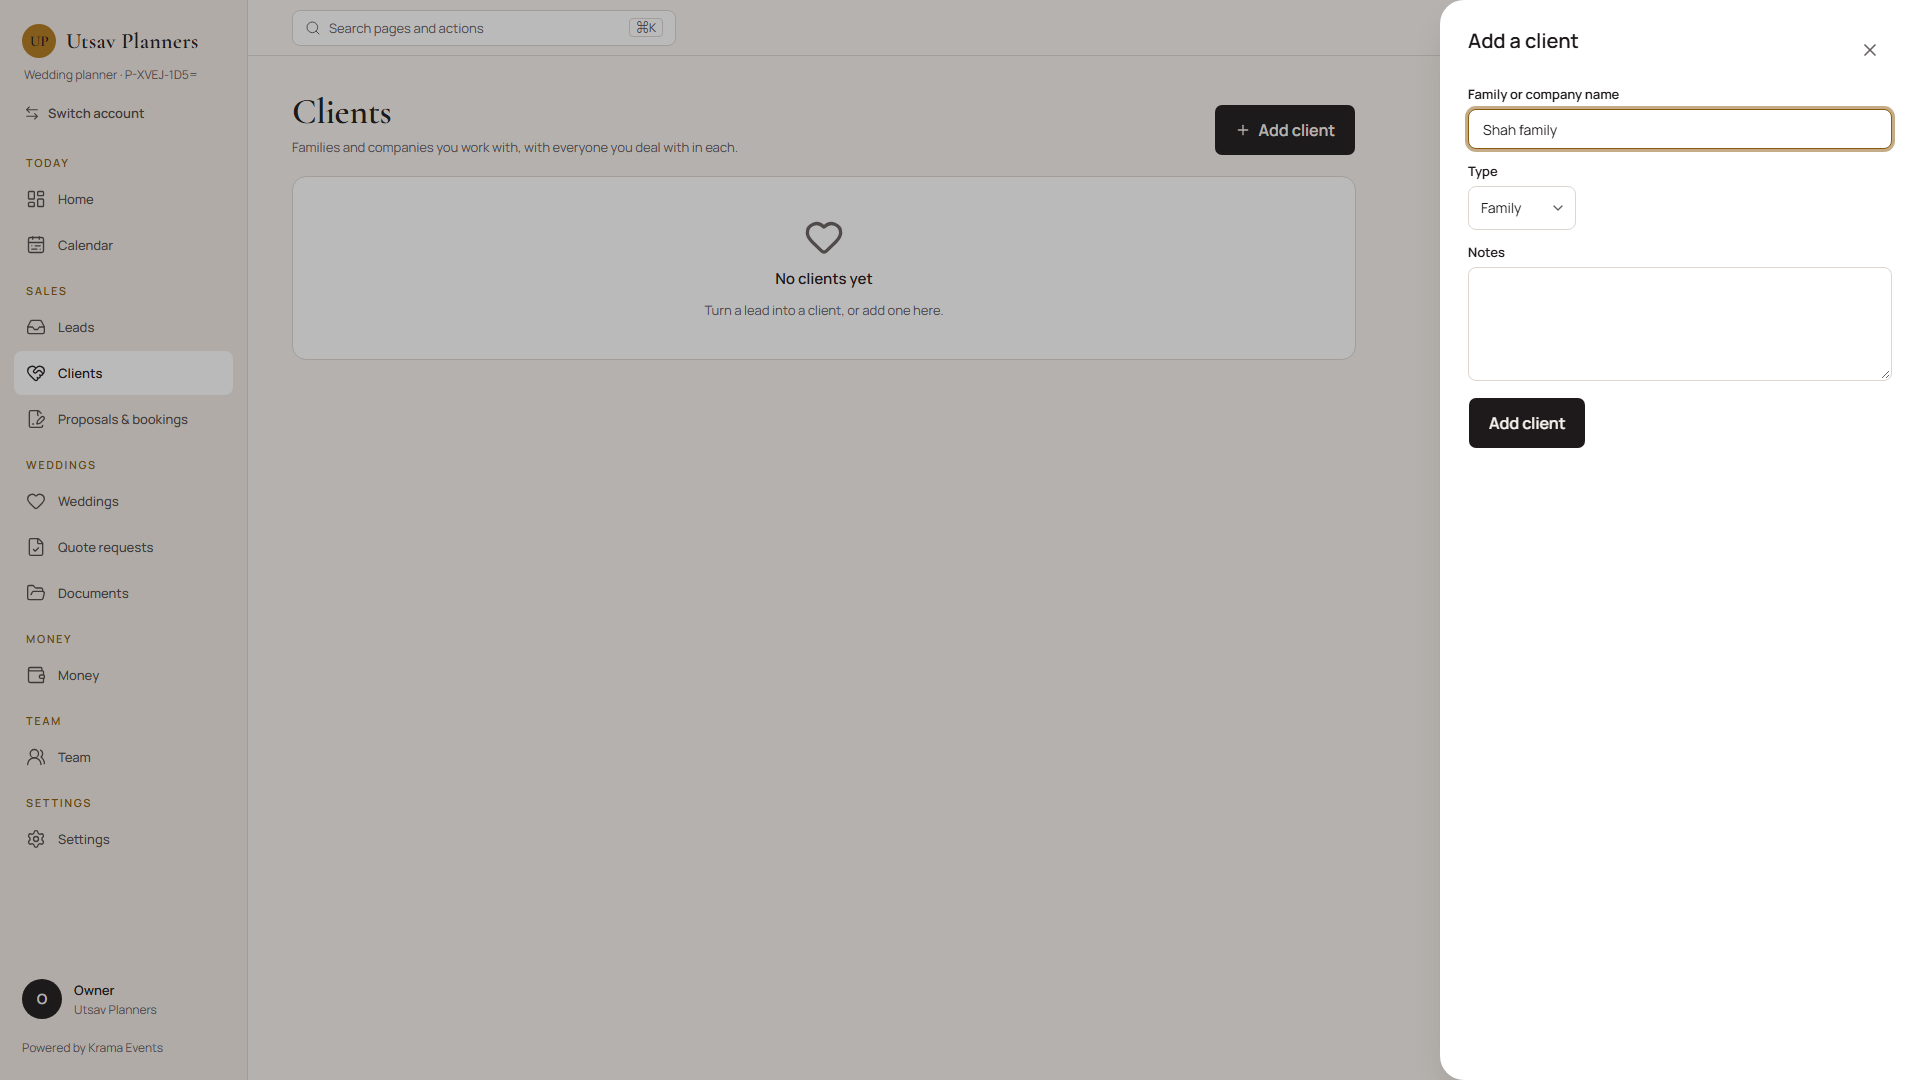 UP Utsav Planners
Wedding planner · P-XVEJ-1D5=
Switch account
TODAY
Home
Calendar
SALES
Leads
Clients
Proposals & bookings
WEDDINGS
Weddings
Quote requests
Documents
MONEY
Money
TEAM
Team
SETTINGS
Settings
O
Owner
Utsav Planners
Powered by Krama Events
Search pages and actions ⌘K
Clients
Families and companies you work with, with everyone you deal with in each.
+ Add client
No clients yet
Turn a lead into a client, or add one here.
Add a client
Family or company name
Shah family
Type
Family
Notes
Add client